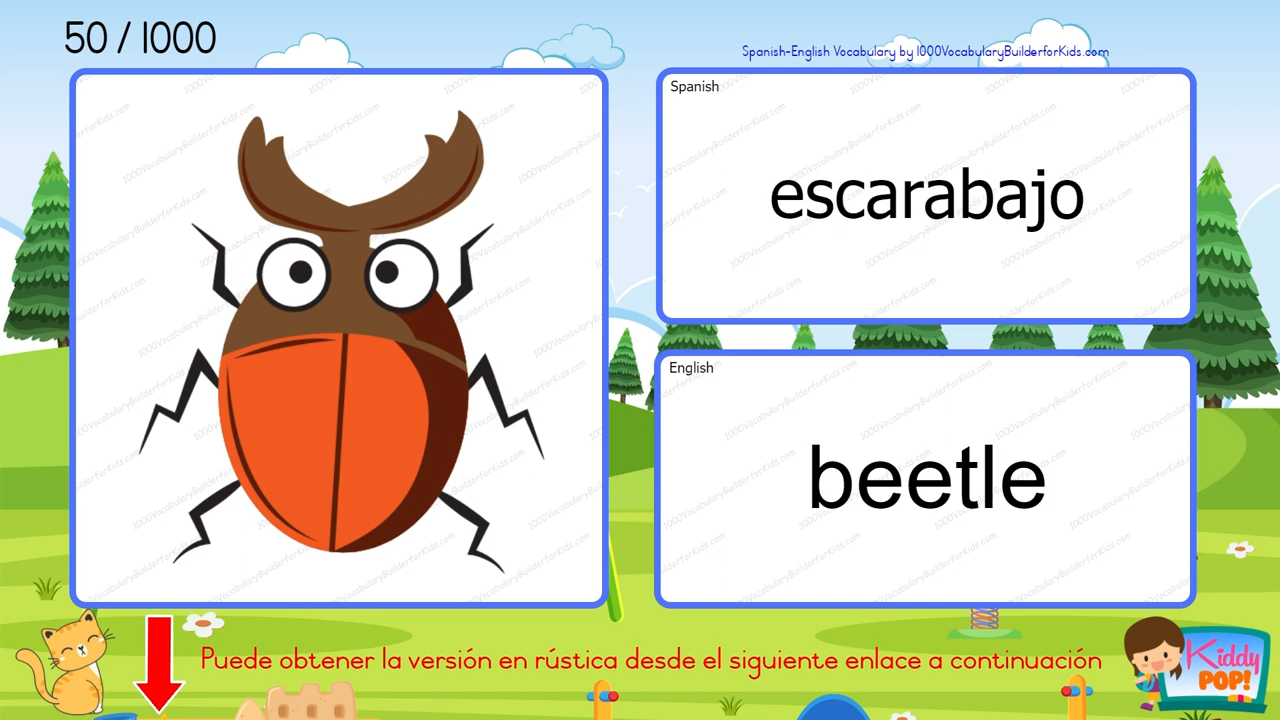 50 / 1000
Spanish-English Vocabulary by 1000VocabularyBuilderforKids.com
Spanish
escarabajo
English
beetle
Puede obtener la versión en rústica desde el siguiente enlace a continuación
Kiddy
POP!